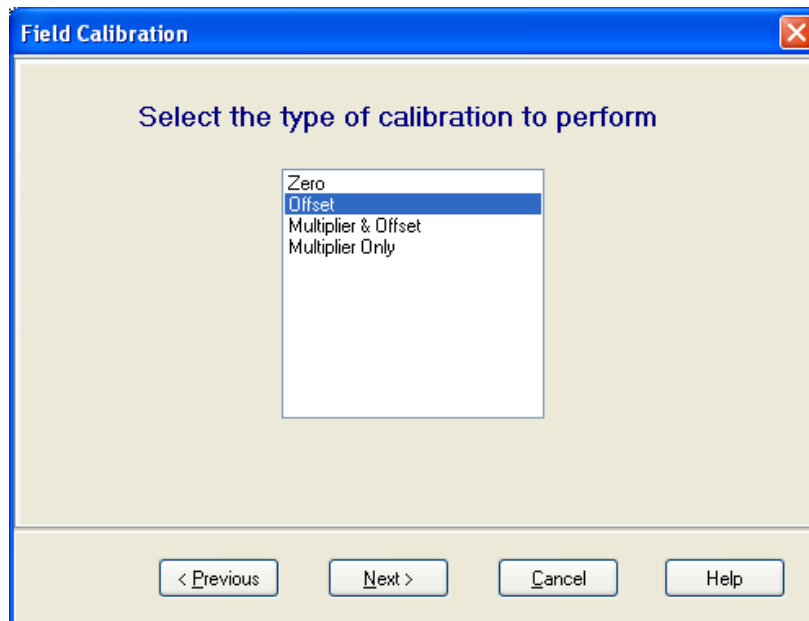 Field Calibration
Select the type of calibration to perform
Zero
Offset
Multiplier & Offset
Multiplier Only
< Previous
Next >
Cancel
Help